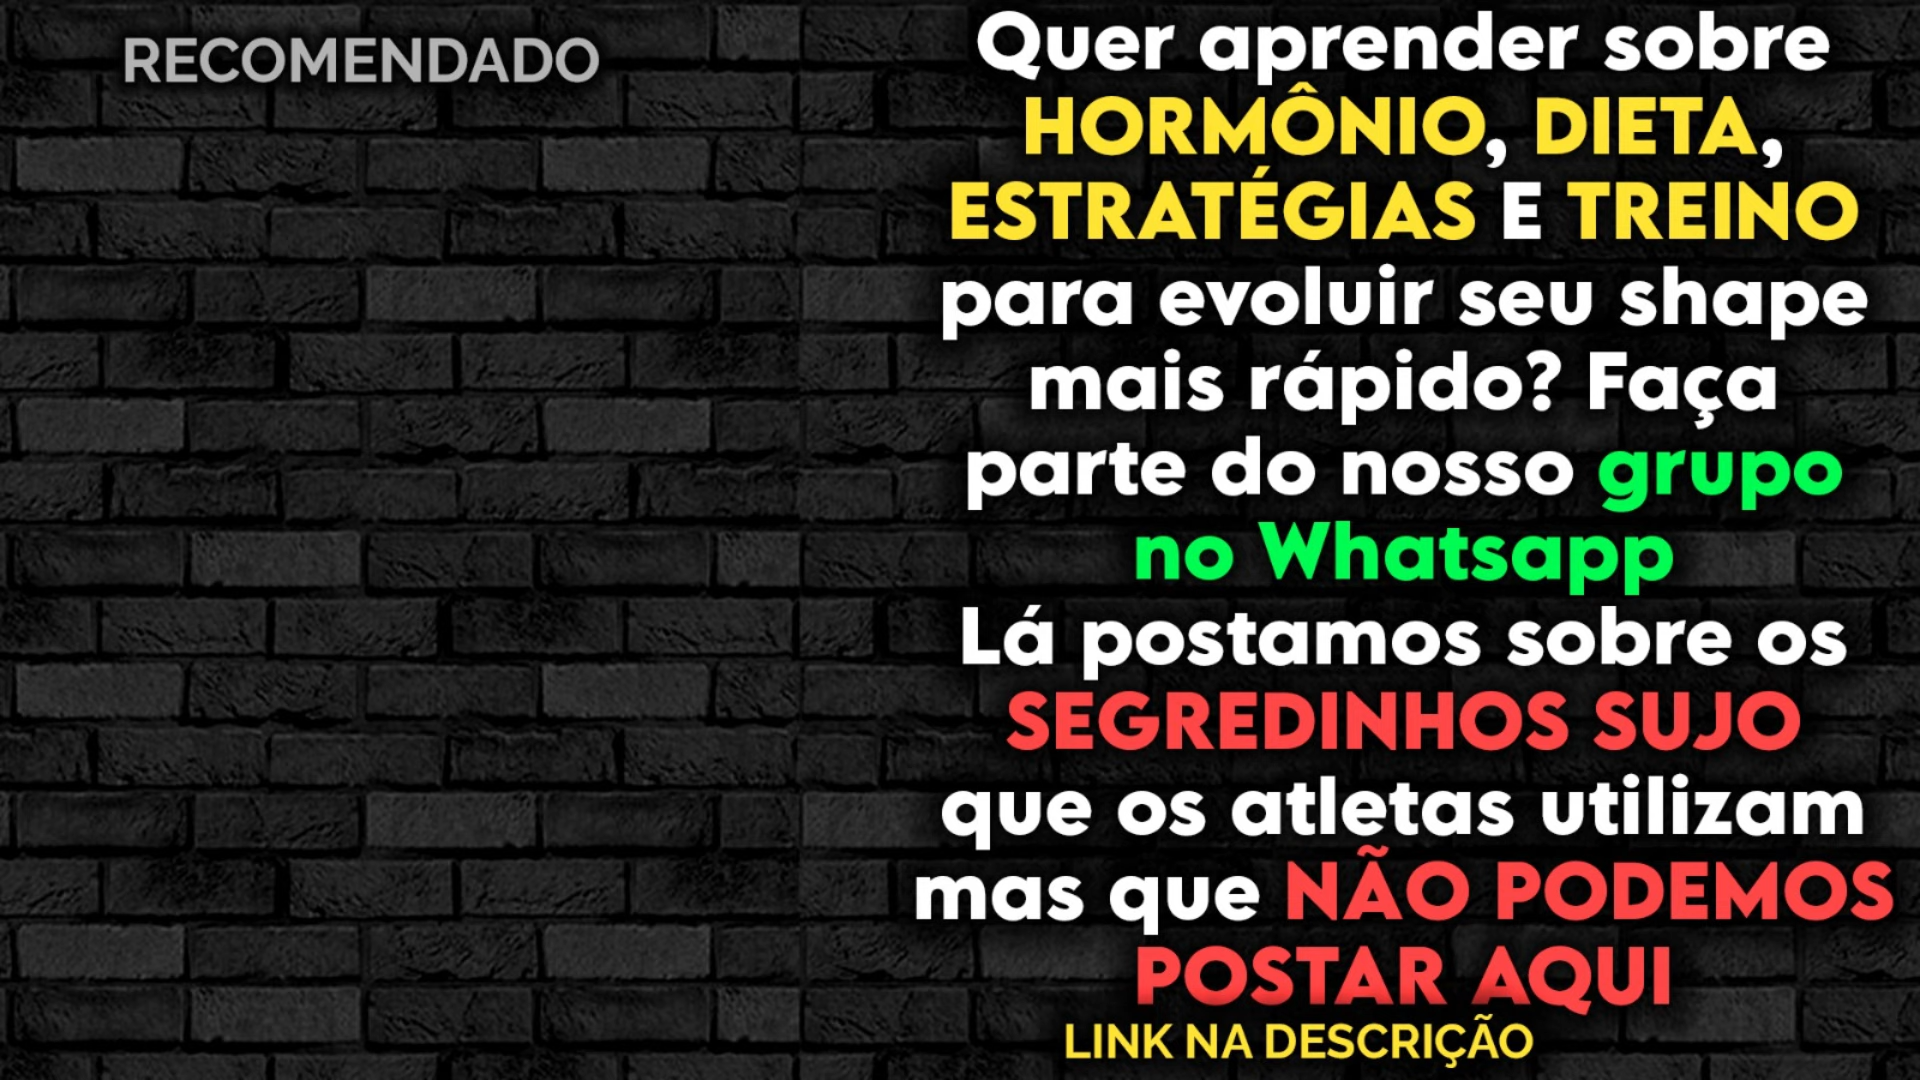 RECOMENDADO
Quer aprender sobre
HORMÔNIO, DIETA,
ESTRATÉGIAS E TREINO
para evoluir seu shape
mais rápido? Faça
parte do nosso grupo
no Whatsapp
Lá postamos sobre os
SEGREDINHOS SUJO
que os atletas utilizam
mas que NÃO PODEMOS
POSTAR AQUI
LINK NA DESCRIÇÃO